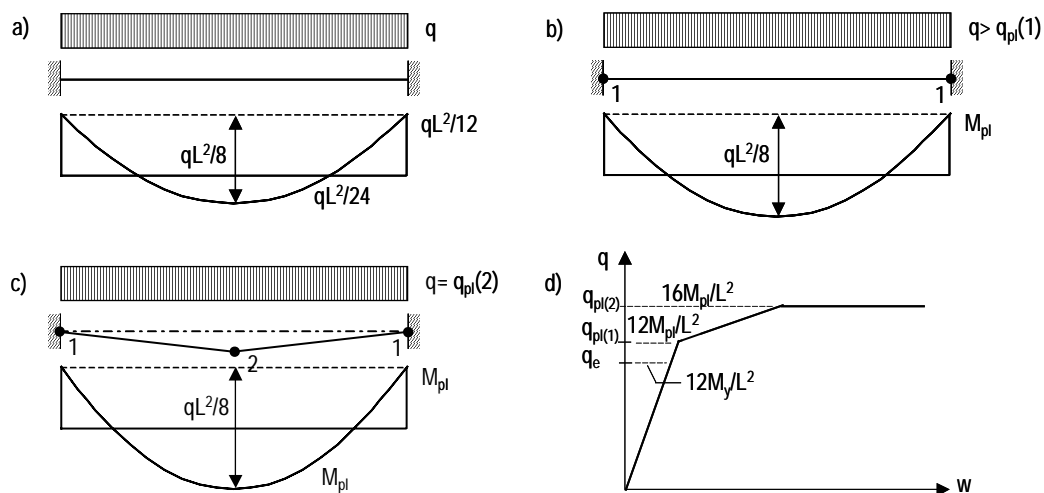 a)
q
qL²/12
qL²/8
qL²/24
b)
q> q_pl(1)
1
1
M_pl
qL²/8
c)
q= q_pl(2)
1
1
2
M_pl
qL²/8
M_pl
d)
q
q_pl(2)
16M_pl/L²
q_pl(1)
12M_pl/L²
q_e
12M_y/L²
w